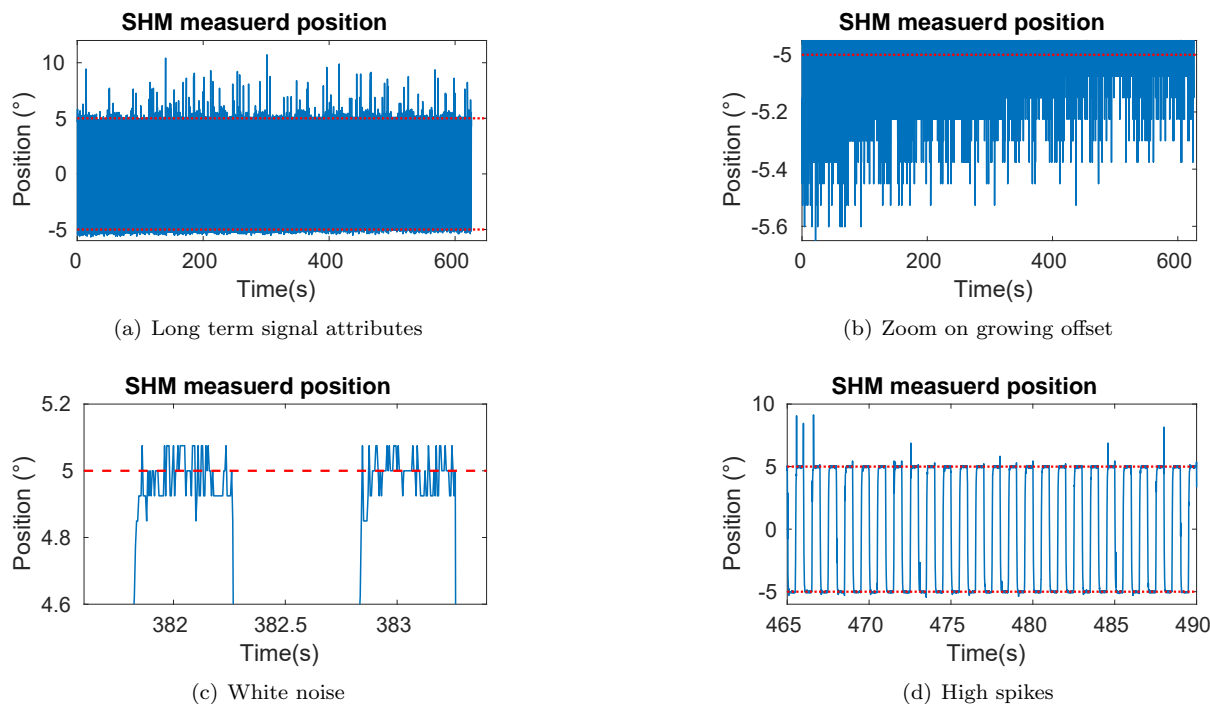 SHM measuerd position
10
5
0
-5
Position (°)
0 200 400 600
Time(s)
(a) Long term signal attributes
SHM measuerd position
-5
-5.2
-5.4
-5.6
Position (°)
0 200 400 600
Time(s)
(b) Zoom on growing offset
SHM measuerd position
5.2
5
4.8
4.6
Position (°)
382 382.5 383
Time(s)
(c) White noise
SHM measuerd position
10
5
0
-5
Position (°)
465 470 475 480 485 490
Time(s)
(d) High spikes